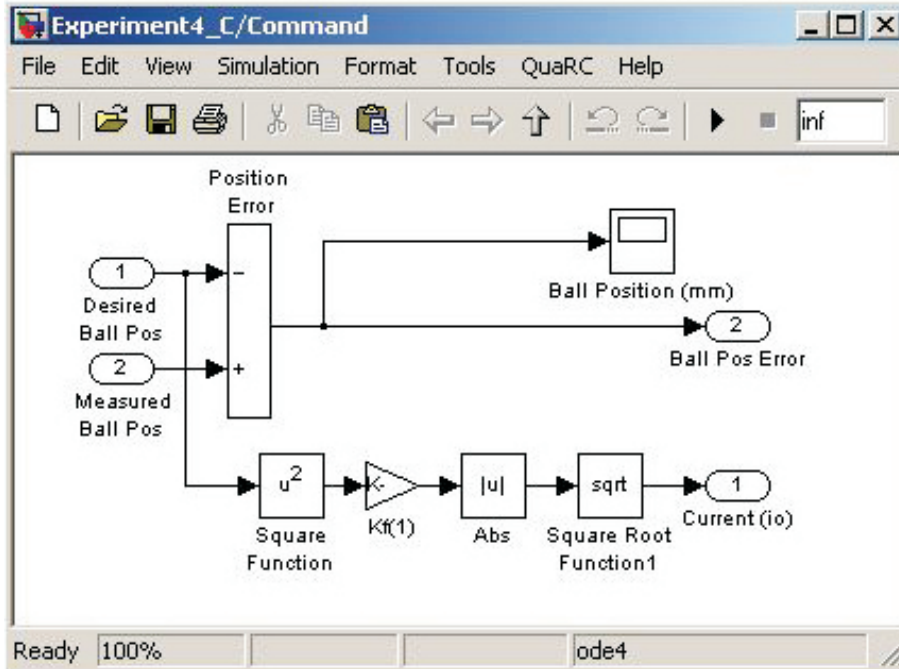 Experiment4_C/Command
File Edit View Simulation Format Tools QuaRC Help
inf
Position
Error
1
Desired
Ball Pos
−
2
Measured
Ball Pos
+
Ball Position (mm)
2
Ball Pos Error
u²
Square
Function
K-
Kf(1)
|u|
Abs
sqrt
Square Root
Function1
1
Current (io)
Ready 100% ode4